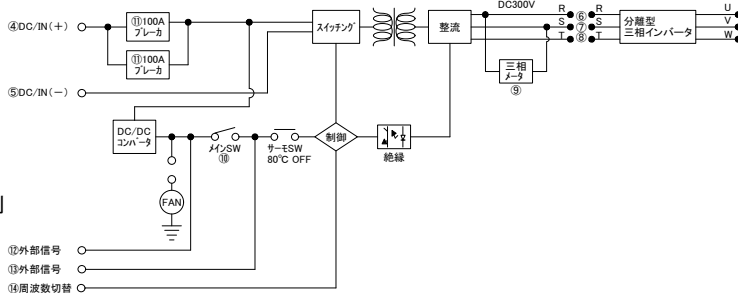 DC300V
④DC/IN(+)
⑪100A
ブレーカ
スイッチング
整流
R ⑥ R
S ⑦ S
T ⑧ T
分離型
三相インバータ
U
V
W
⑪100A
ブレーカ
三相
メータ
⑨
⑤DC/IN(−)
DC/DC
コンバータ
メインSW
⑩
サーモSW
80℃ OFF
制御
絶縁
FAN
⑫外部信号
⑬外部信号
⑭周波数切替